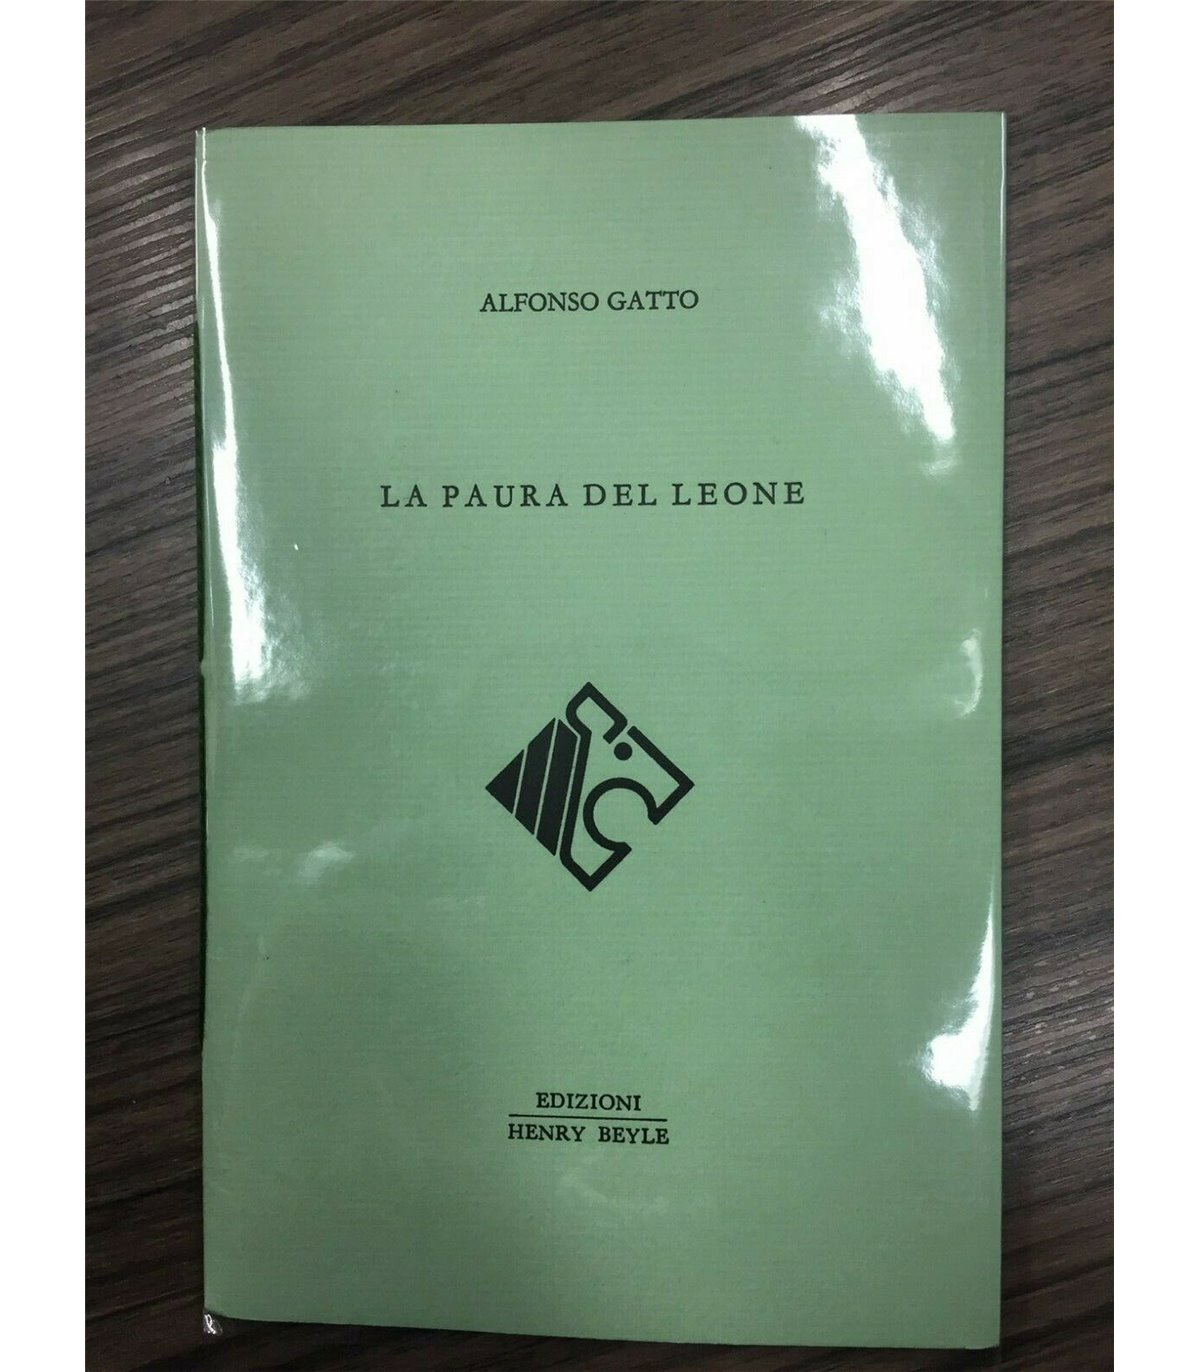 ALFONSO GATTO
LA PAURA DEL LEONE
EDIZIONI
HENRY BEYLE